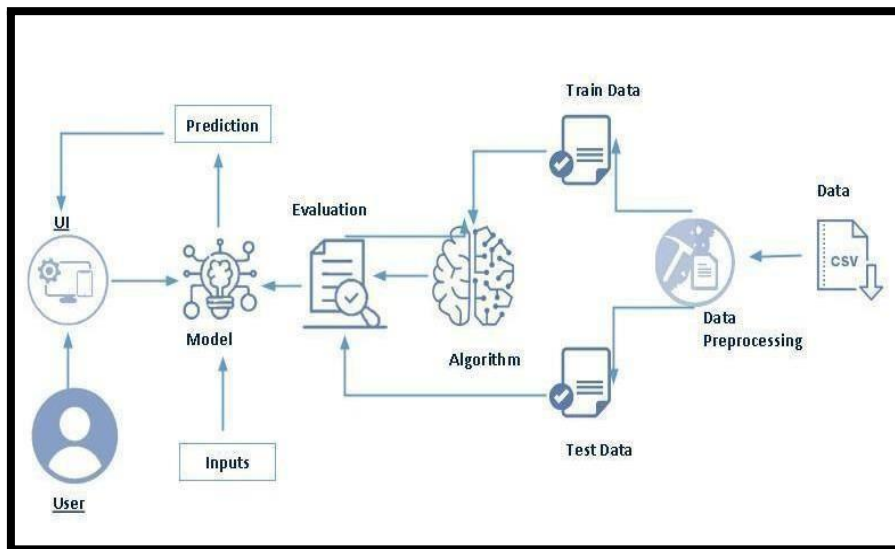 Train Data
Prediction
Data
Evaluation
UI
CSV
Data
Preprocessing
Model
Algorithm
Inputs
Test Data
User